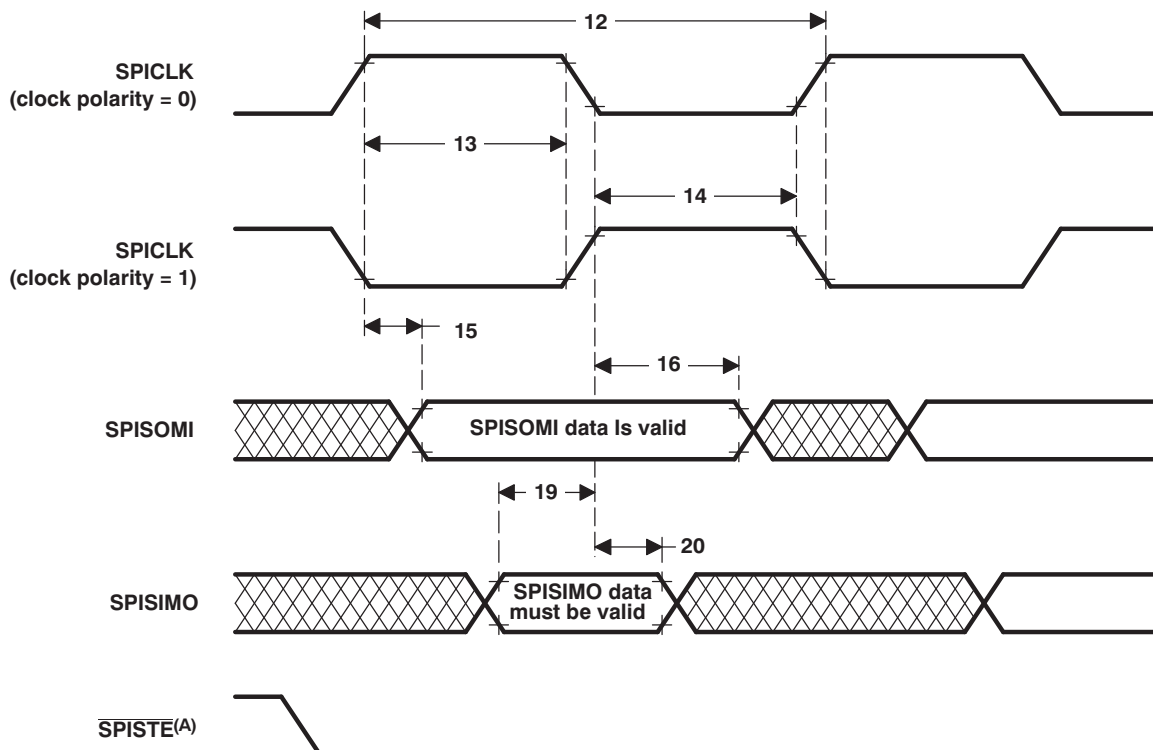 12
SPICLK
(clock polarity = 0)
13
14
SPICLK
(clock polarity = 1)
15
16
SPISOMI
SPISOMI data Is valid
19
20
SPISIMO
SPISIMO data
must be valid
SPISTE(A)